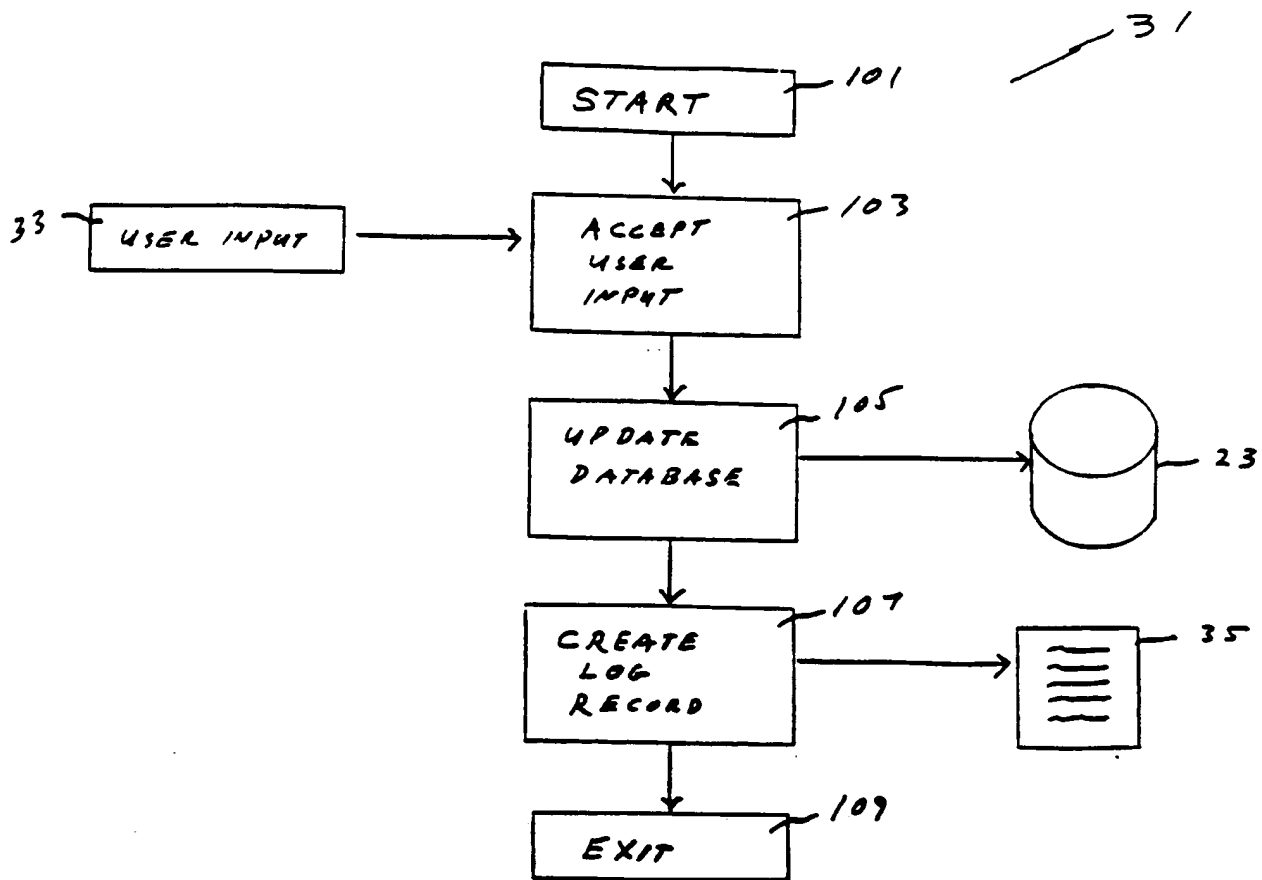 31
START
101
33
USER INPUT
ACCEPT
USER
INPUT
103
UPDATE
DATABASE
105
23
CREATE
LOG
RECORD
107
35
EXIT
109